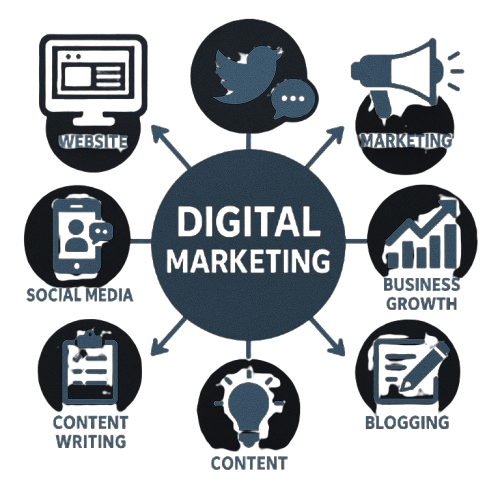 WEBSITE
MARKETING
DIGITAL
MARKETING
SOCIAL MEDIA
BUSINESS
GROWTH
CONTENT
WRITING
BLOGGING
CONTENT